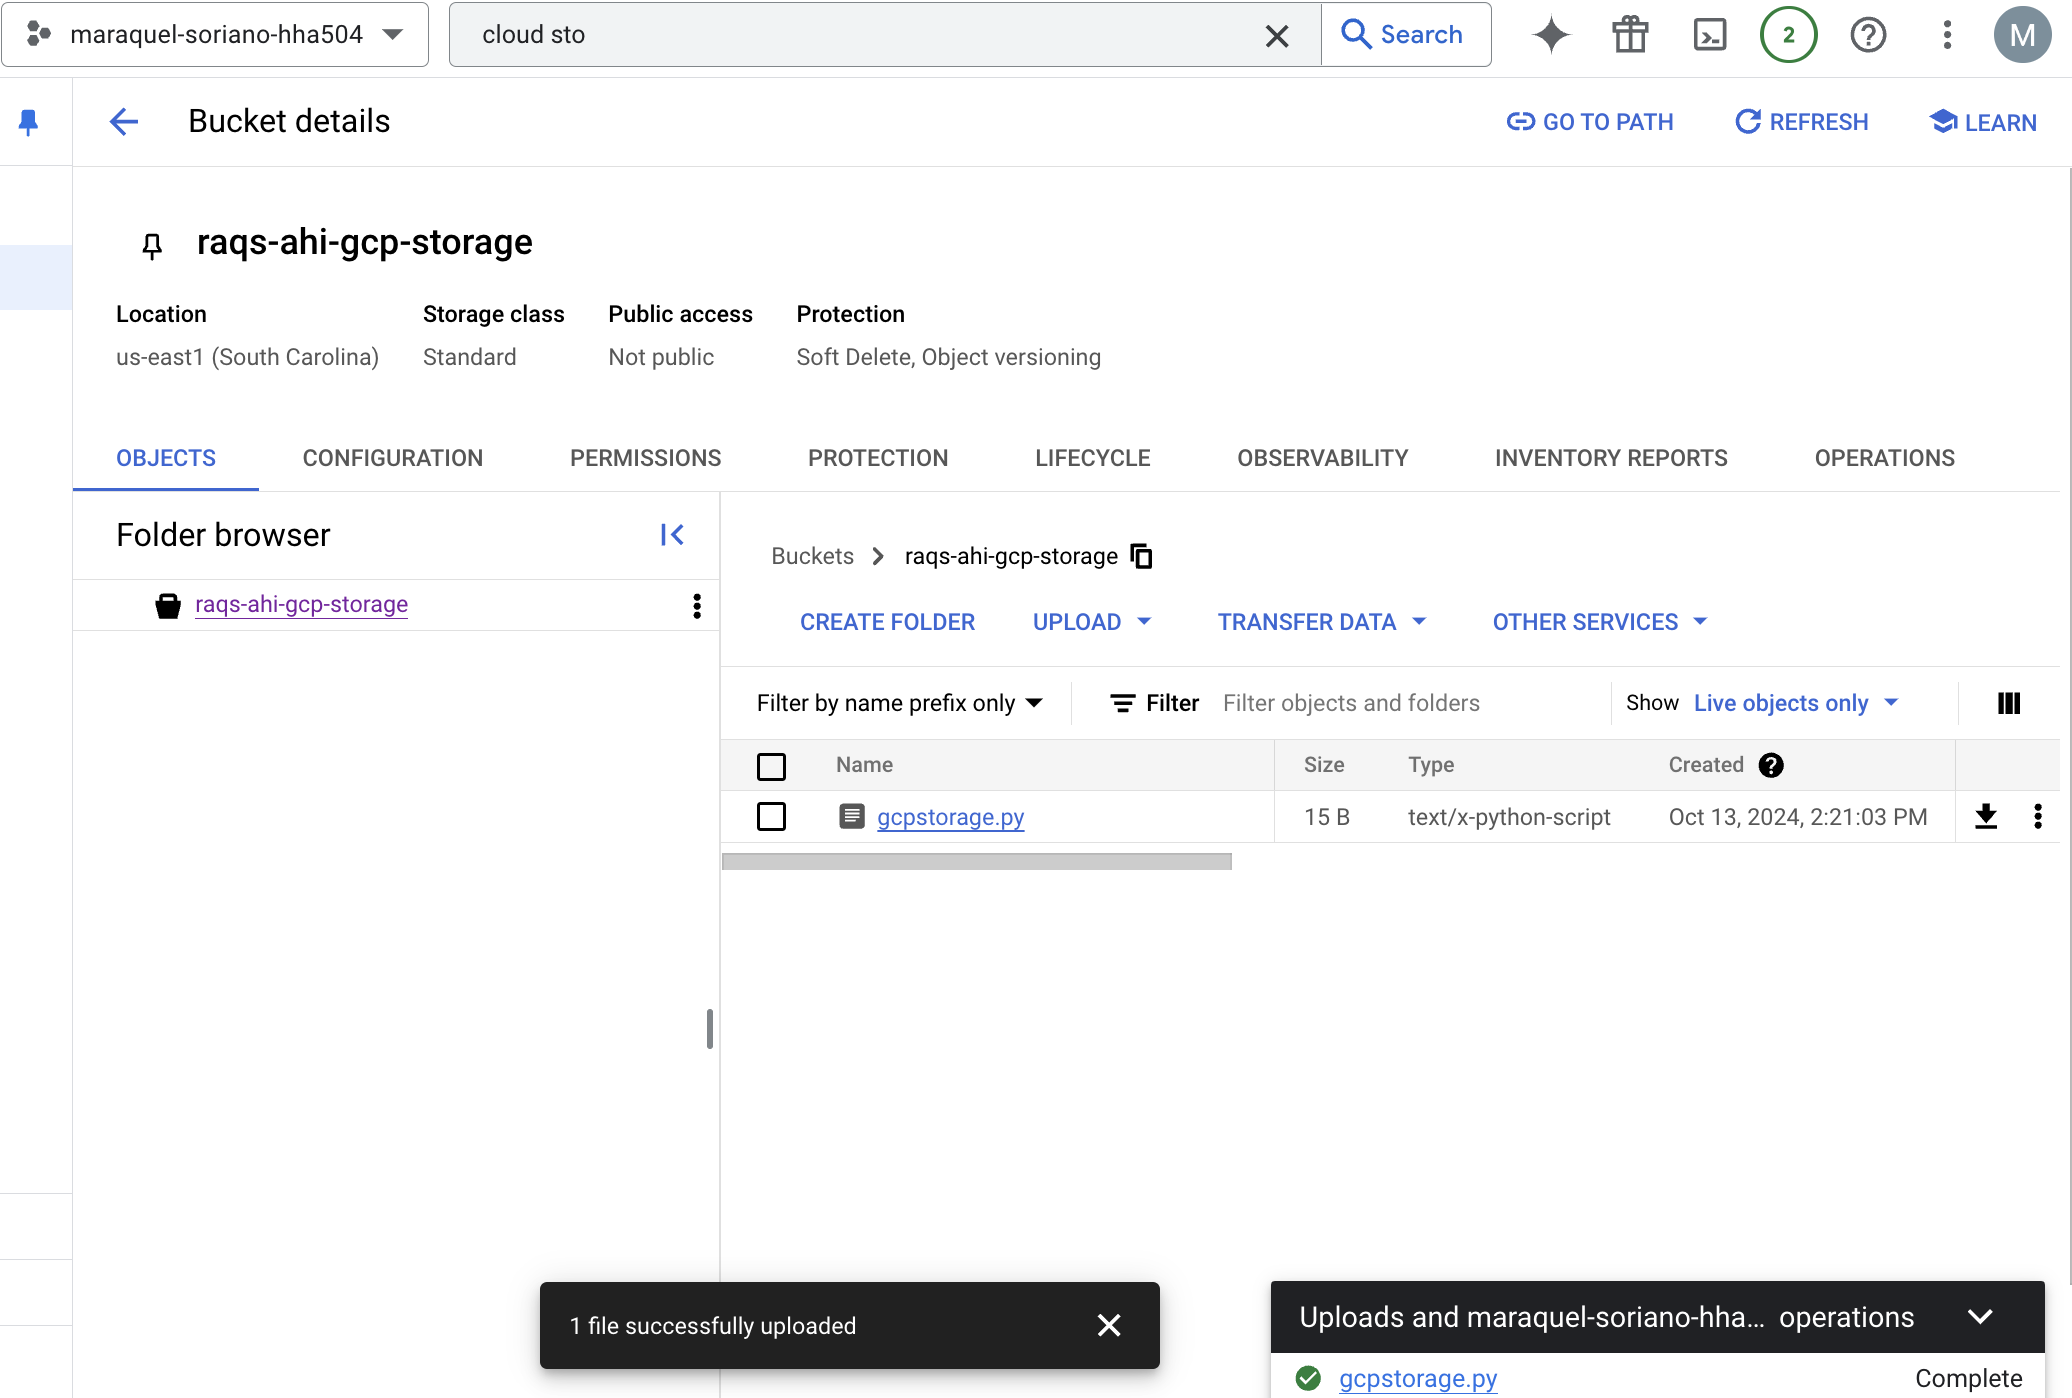 maraquel-soriano-hha504
cloud sto
Search
2
M
Bucket details
GO TO PATH
REFRESH
LEARN
raqs-ahi-gcp-storage
Location Storage class Public access Protection
us-east1 (South Carolina) Standard Not public Soft Delete, Object versioning
OBJECTS CONFIGURATION PERMISSIONS PROTECTION LIFECYCLE OBSERVABILITY INVENTORY REPORTS OPERATIONS
Folder browser
raqs-ahi-gcp-storage
Buckets raqs-ahi-gcp-storage
CREATE FOLDER UPLOAD TRANSFER DATA OTHER SERVICES
Filter by name prefix only Filter Filter objects and folders Show Live objects only
Name Size Type Created
gcpstorage.py 15 B text/x-python-script Oct 13, 2024, 2:21:03 PM
1 file successfully uploaded
Uploads and maraquel-soriano-hha... operations
gcpstorage.py Complete